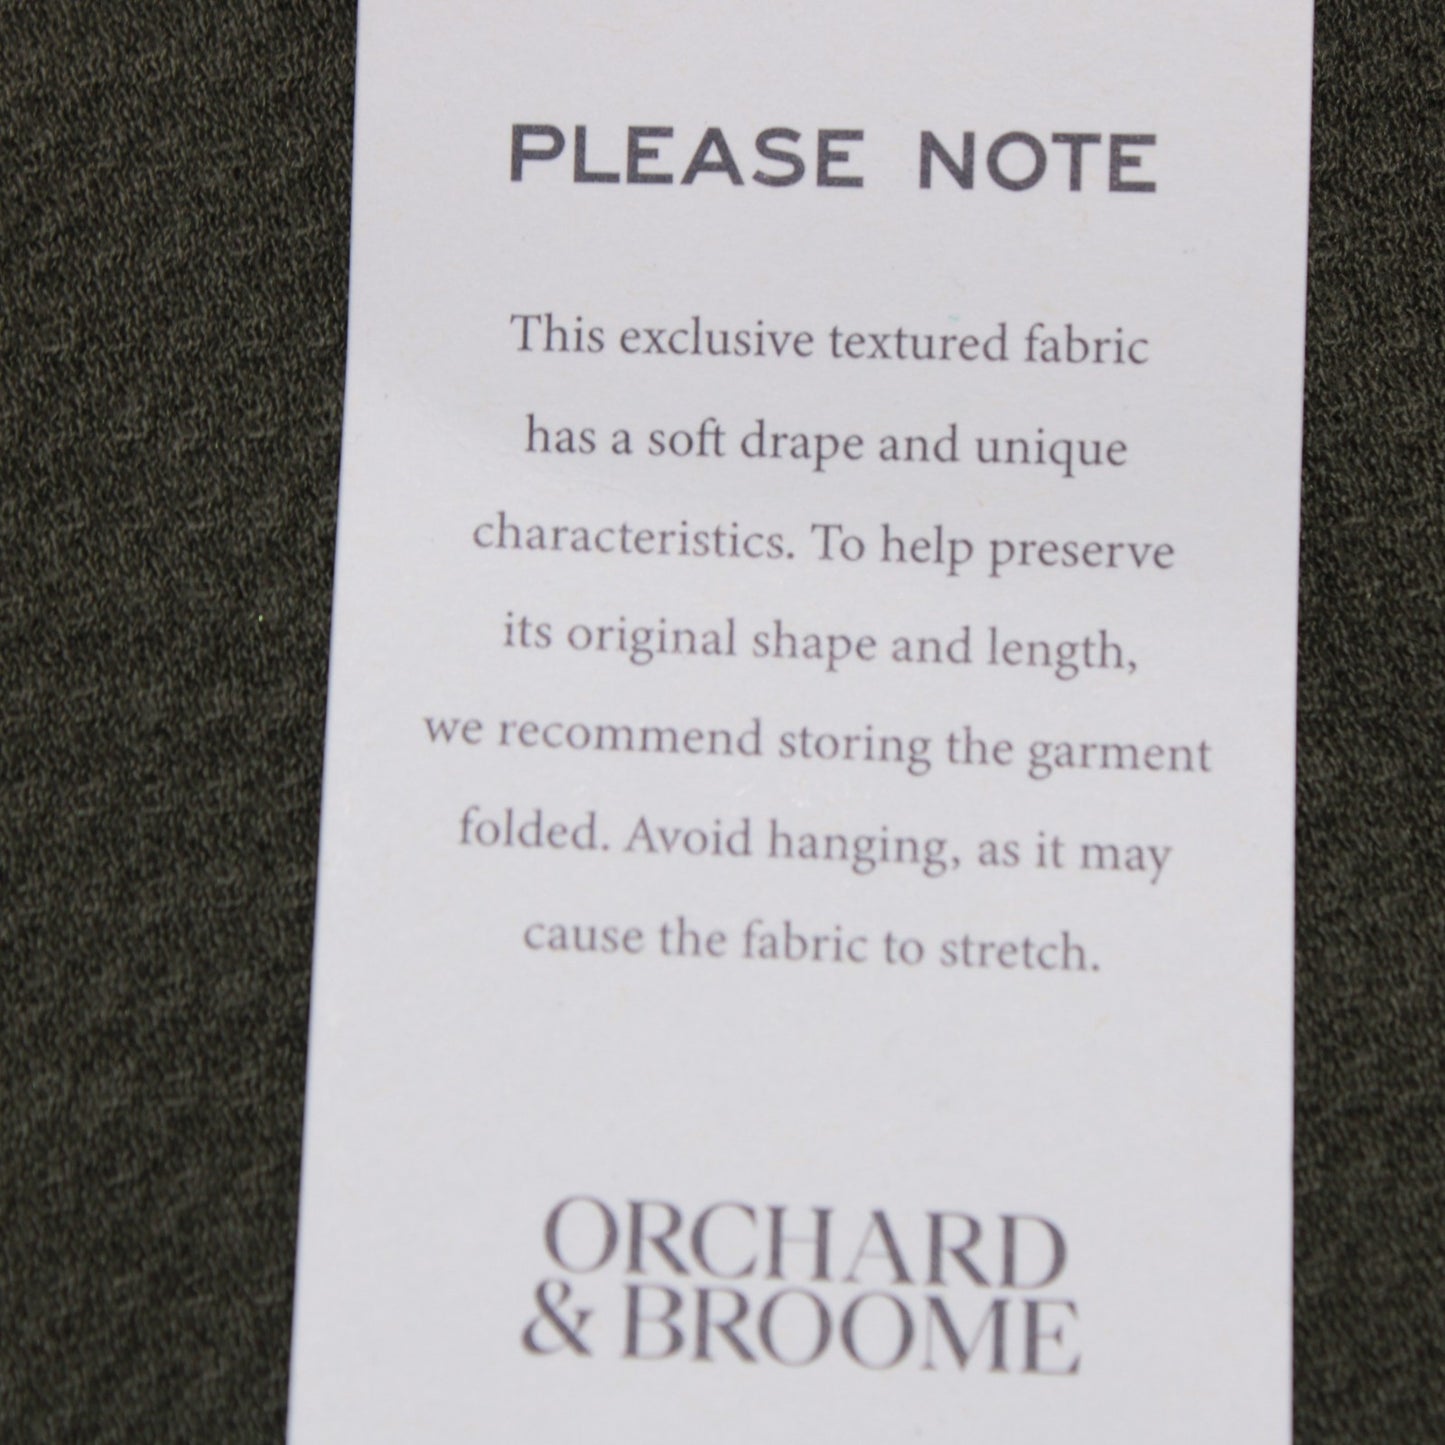 PLEASE NOTE
This exclusive textured fabric
has a soft drape and unique
characteristics. To help preserve
its original shape and length,
we recommend storing the garment
folded. Avoid hanging, as it may
cause the fabric to stretch.
ORCHARD
& BROOME